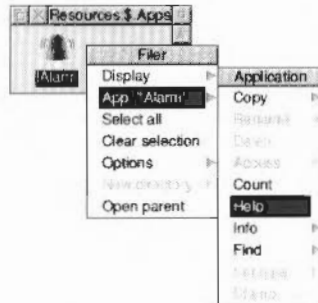 Resources $.Apps
!Alarm
Filer
Display
App. '!Alarm'
Select all
Clear selection
Options
New directory
Open parent
Application
Copy
Rename
Access
Count
Help
Info
Find
Stamp